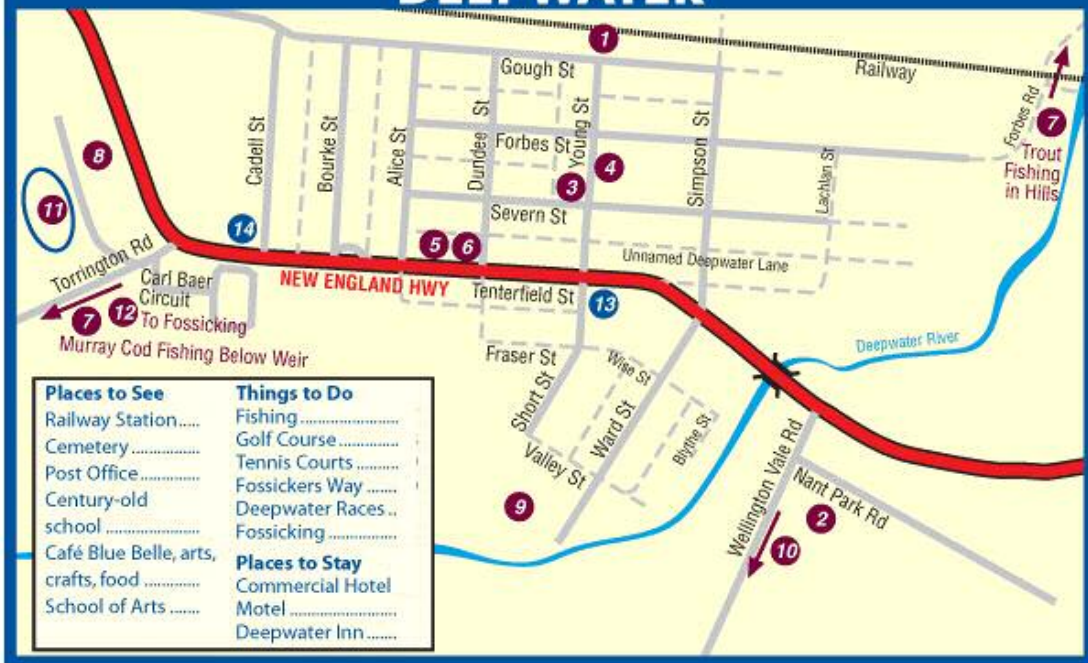 DEEPWATER
1
Gough St
Railway
Forbes Rd
7
Trout
Fishing
in Hills
Cadell St
Bourke St
Alice St
Dundee St
Forbes St
Young St
4
3
Simpson St
Lachlan St
8
11
14
Severn St
5
6
Unnamed Deepwater Lane
Torrington Rd
Carl Baer
Circuit
NEW ENGLAND HWY
Tenterfield St
13
7
12
To Fossicking
Murray Cod Fishing Below Weir
Deepwater River
Fraser St
Wise St
Short St
Ward St
Blythe St
Valley St
9
Wellington Vale Rd
Nant Park Rd
2
10
Places to See
Railway Station.....
Cemetery................
Post Office..............
Century-old
school ......................
Café Blue Belle, arts,
crafts, food .............
School of Arts .......
Things to Do
Fishing.......................
Golf Course..............
Tennis Courts ..........
Fossickers Way .......
Deepwater Races..
Fossicking................
Places to Stay
Commercial Hotel
Motel .........................
Deepwater Inn.......